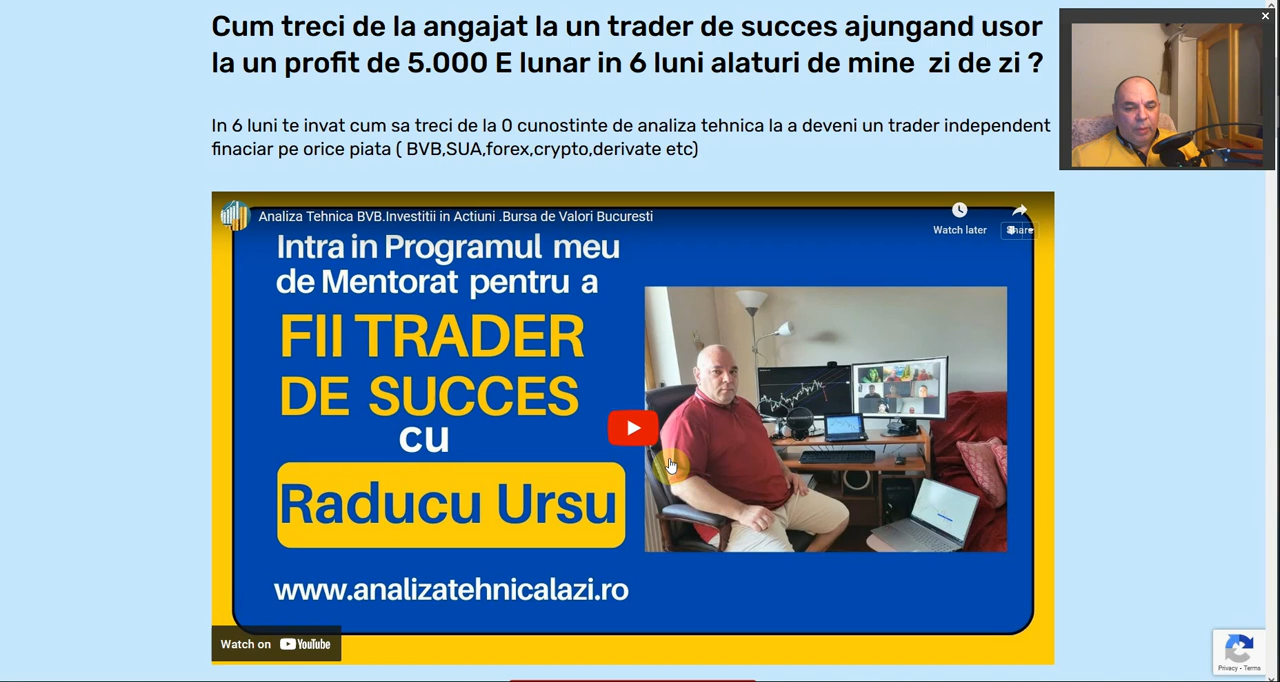 Cum treci de la angajat la un trader de succes ajungand usor
la un profit de 5.000 E lunar in 6 luni alaturi de mine zi de zi ?
In 6 luni te invat cum sa treci de la 0 cunostinte de analiza tehnica la a deveni un trader independent
finaciar pe orice piata ( BVB,SUA,forex,crypto,derivate etc)
Analiza Tehnica BVB.Investitii in Actiuni .Bursa de Valori Bucuresti
Watch later
Share
Intra in Programul meu
de Mentorat pentru a
FII TRADER
DE SUCCES
cu
Raducu Ursu
www.analizatehnicalazi.ro
Watch on YouTube
Privacy - Terms